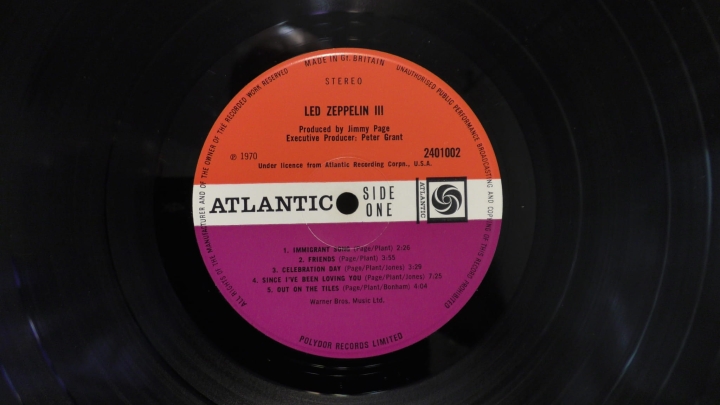 MADE IN Gt. BRITAIN
ALL RIGHTS OF THE MANUFACTURER AND OF THE OWNER OF THE RECORDED WORK RESERVED
UNAUTHORISED PUBLIC PERFORMANCE BROADCASTING AND COPYING OF THIS RECORD PROHIBITED
STEREO
LED ZEPPELIN III
Produced by Jimmy Page
Executive Producer: Peter Grant
℗ 1970
2401002
Under license from Atlantic Recording Corpn., U.S.A.
ATLANTIC
SIDE
ONE
ATLANTIC
1. IMMIGRANT SONG (Page/Plant) 2:26
2. FRIENDS (Page/Plant) 3:55
3. CELEBRATION DAY (Page/Plant/Jones) 3:29
4. SINCE I'VE BEEN LOVING YOU (Page/Plant/Jones) 7:25
5. OUT ON THE TILES (Page/Plant/Bonham) 4:04
Warner Bros. Music Ltd.
POLYDOR RECORDS LIMITED